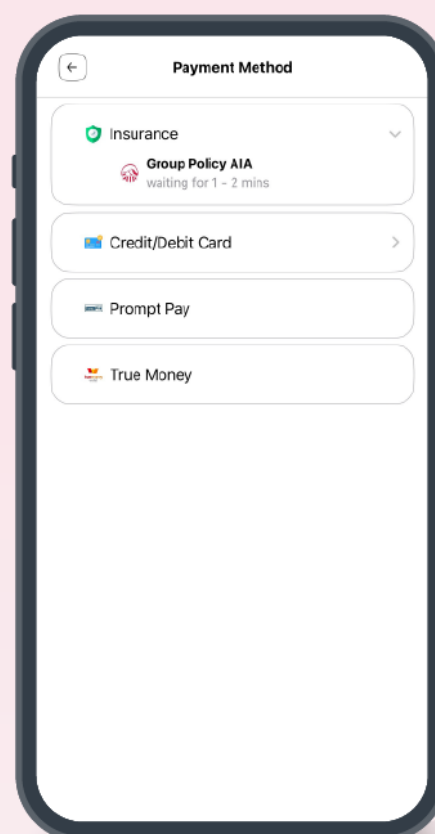 Payment Method
Insurance
Group Policy AIA
waiting for 1 - 2 mins
Credit/Debit Card
Prompt Pay
True Money